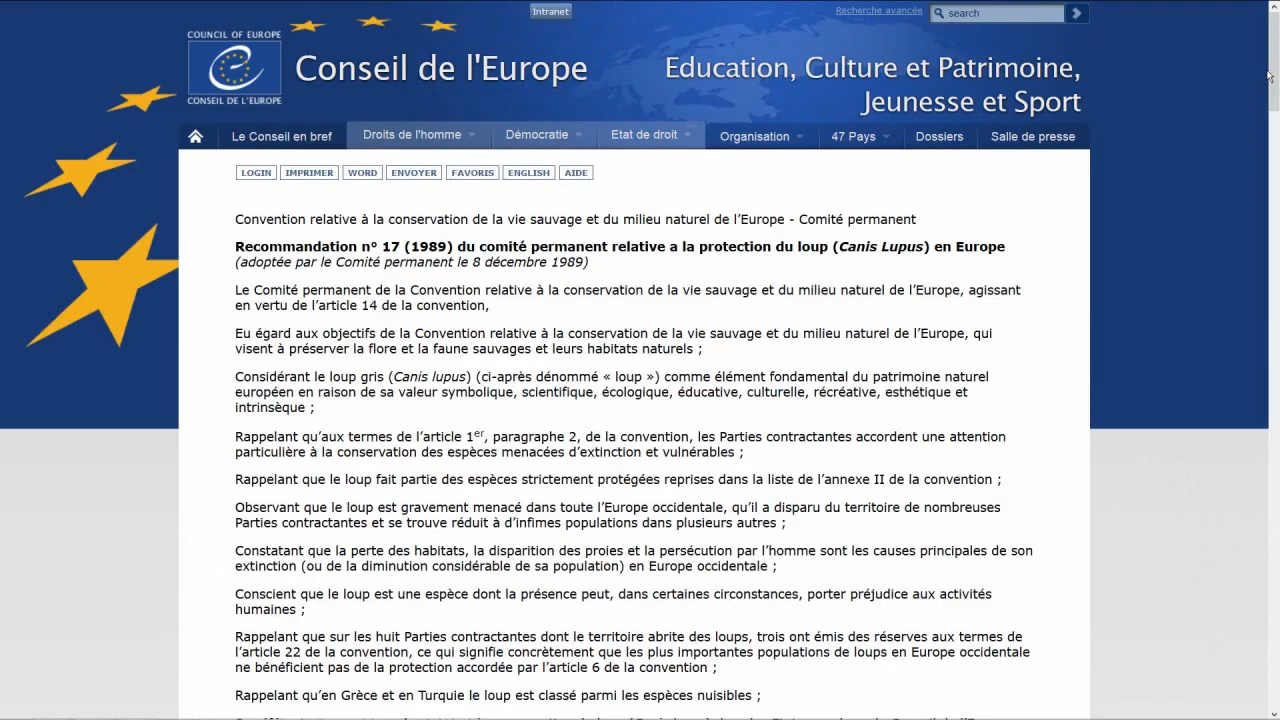 Intranet
Recherche avancée
search
COUNCIL OF EUROPE
CONSEIL DE L'EUROPE
Conseil de l'Europe
Education, Culture et Patrimoine,
Jeunesse et Sport
Le Conseil en bref
Droits de l'homme
Démocratie
Etat de droit
Organisation
47 Pays
Dossiers
Salle de presse
LOGIN
IMPRIMER
WORD
ENVOYER
FAVORIS
ENGLISH
AIDE
Convention relative à la conservation de la vie sauvage et du milieu naturel de l’Europe - Comité permanent
Recommandation n° 17 (1989) du comité permanent relative a la protection du loup (Canis Lupus) en Europe
(adoptée par le Comité permanent le 8 décembre 1989)
Le Comité permanent de la Convention relative à la conservation de la vie sauvage et du milieu naturel de l’Europe, agissant
en vertu de l’article 14 de la convention,
Eu égard aux objectifs de la Convention relative à la conservation de la vie sauvage et du milieu naturel de l’Europe, qui
visent à préserver la flore et la faune sauvages et leurs habitats naturels ;
Considérant le loup gris (Canis lupus) (ci-après dénommé « loup ») comme élément fondamental du patrimoine naturel
européen en raison de sa valeur symbolique, scientifique, écologique, éducative, culturelle, récréative, esthétique et
intrinsèque ;
Rappelant qu’aux termes de l’article 1er, paragraphe 2, de la convention, les Parties contractantes accordent une attention
particulière à la conservation des espèces menacées d’extinction et vulnérables ;
Rappelant que le loup fait partie des espèces strictement protégées reprises dans la liste de l’annexe II de la convention ;
Observant que le loup est gravement menacé dans toute l’Europe occidentale, qu’il a disparu du territoire de nombreuses
Parties contractantes et se trouve réduit à d’infimes populations dans plusieurs autres ;
Constatant que la perte des habitats, la disparition des proies et la persécution par l’homme sont les causes principales de son
extinction (ou de la diminution considérable de sa population) en Europe occidentale ;
Conscient que le loup est une espèce dont la présence peut, dans certaines circonstances, porter préjudice aux activités
humaines ;
Rappelant que sur les huit Parties contractantes dont le territoire abrite des loups, trois ont émis des réserves aux termes de
l’article 22 de la convention, ce qui signifie concrètement que les plus importantes populations de loups en Europe occidentale
ne bénéficient pas de la protection accordée par l’article 6 de la convention ;
Rappelant qu’en Grèce et en Turquie le loup est classé parmi les espèces nuisibles ;